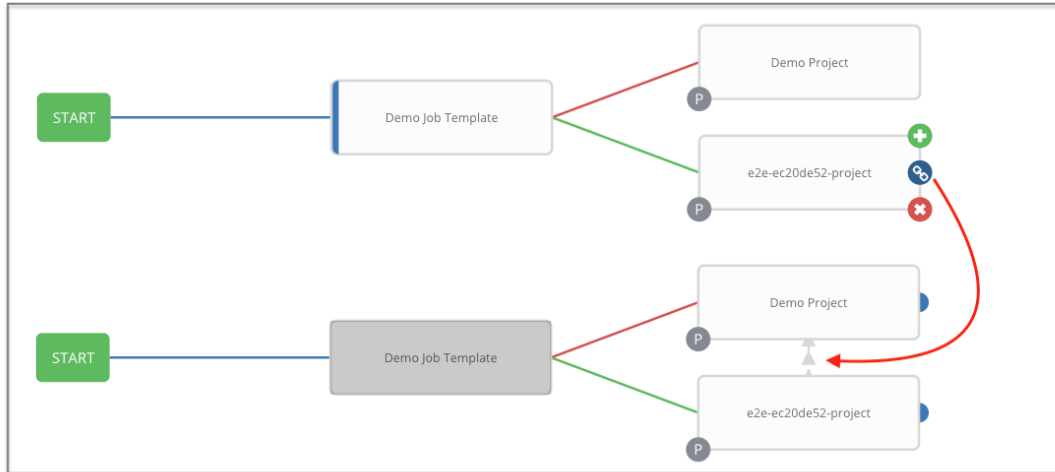 Demo Project
START
Demo Job Template
P
e2e-ec20de52-project
P
Demo Project
START
Demo Job Template
P
e2e-ec20de52-project
P